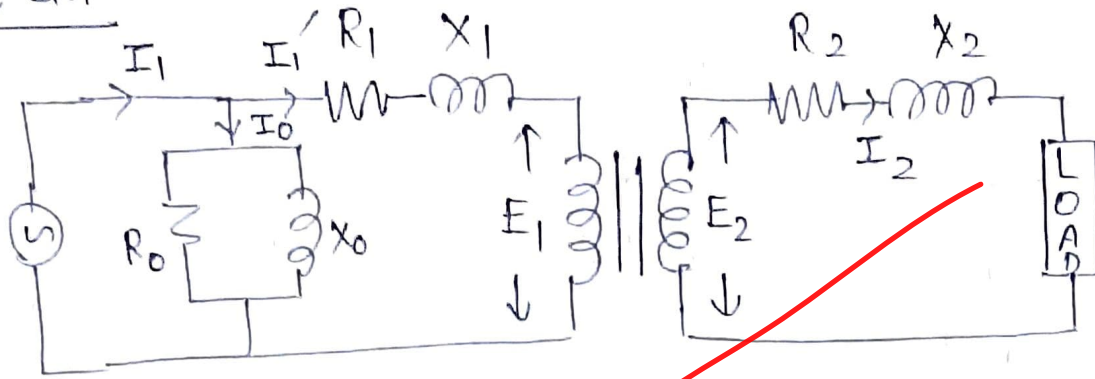 I₁ I₁′ R₁ X₁ R₂ X₂
I₀ I₂
R₀ X₀ E₁ E₂
LOAD